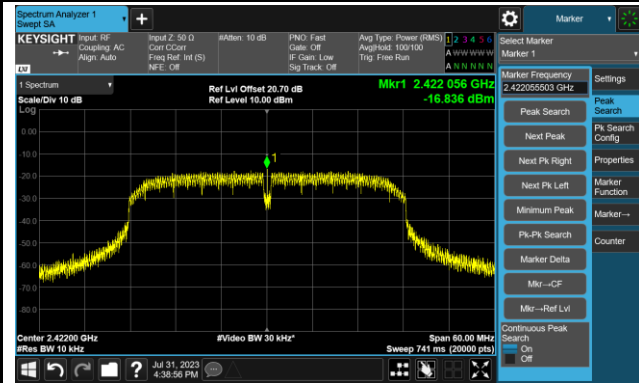 Spectrum Analyzer 1
Swept SA
Marker
KEYSIGHT
Input: RF
Coupling: AC
Align: Auto
Input Z: 50 Ω
Corr CCorr
Freq Ref: Int (S)
NFE: Off
#Atten: 10 dB
PNO: Fast
Gate: Off
IF Gain: Low
Sig Track: Off
Avg Type: Power (RMS)
Avg|Hold: 100/100
Trig: Free Run
1 2 3 4 5 6
A W W W W W
A N N N N N
LXI
Select Marker
Marker 1
1 Spectrum
Scale/Div 10 dB
Log
Ref Lvl Offset 20.70 dB
Ref Level 10.00 dBm
Mkr1 2.422 056 GHz
-16.836 dBm
0.00
-10.0
-20.0
-30.0
-40.0
-50.0
-60.0
-70.0
-80.0
1
Center 2.42200 GHz
#Res BW 10 kHz
#Video BW 30 kHz*
Span 60.00 MHz
Sweep 741 ms (20000 pts)
Marker Frequency
2.422055503 GHz
Peak Search
Next Peak
Next Pk Right
Next Pk Left
Minimum Peak
Pk-Pk Search
Marker Delta
Mkr→CF
Mkr→Ref Lvl
Continuous Peak
Search
On
Off
Settings
Peak
Search
Pk Search
Config
Properties
Marker
Function
Marker→
Counter
Jul 31, 2023
4:38:56 PM